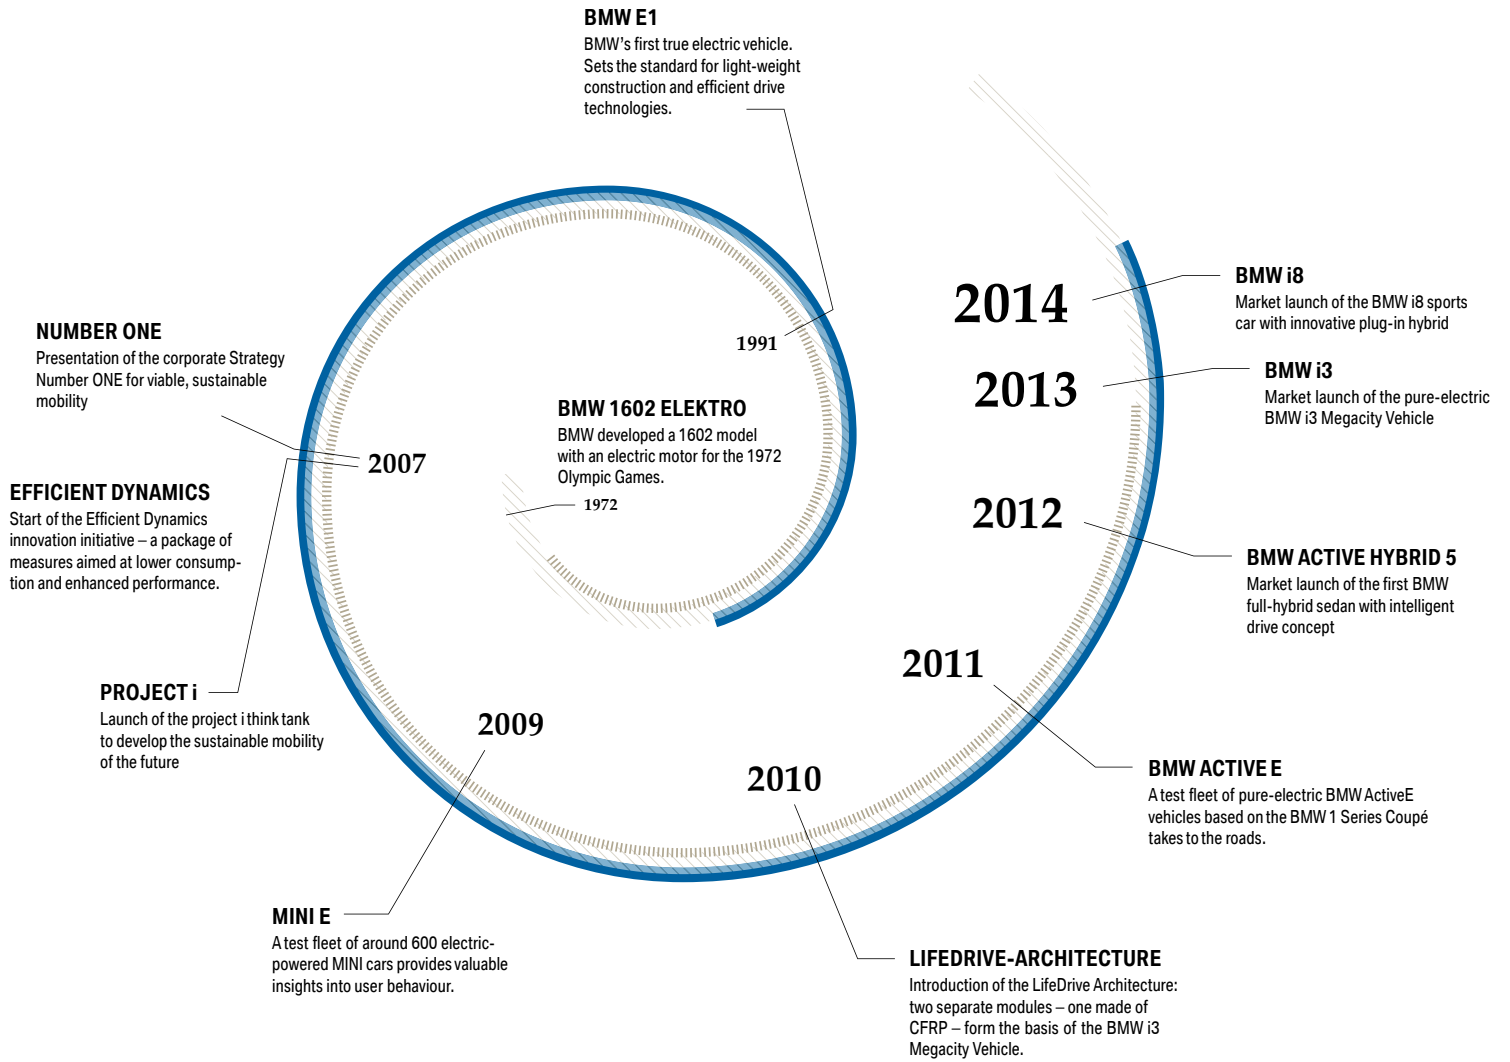 BMW E1
BMW's first true electric vehicle.
Sets the standard for light-weight
construction and efficient drive
technologies.
1991
BMW 1602 ELEKTRO
BMW developed a 1602 model
with an electric motor for the 1972
Olympic Games.
1972
NUMBER ONE
Presentation of the corporate Strategy
Number ONE for viable, sustainable
mobility
2007
EFFICIENT DYNAMICS
Start of the Efficient Dynamics
innovation initiative – a package of
measures aimed at lower consump-
tion and enhanced performance.
PROJECT i
Launch of the project i think tank
to develop the sustainable mobility
of the future
2009
MINI E
A test fleet of around 600 electric-
powered MINI cars provides valuable
insights into user behaviour.
2010
LIFEDRIVE-ARCHITECTURE
Introduction of the LifeDrive Architecture:
two separate modules – one made of
CFRP – form the basis of the BMW i3
Megacity Vehicle.
2011
BMW ACTIVE E
A test fleet of pure-electric BMW ActiveE
vehicles based on the BMW 1 Series Coupé
takes to the roads.
2012
BMW ACTIVE HYBRID 5
Market launch of the first BMW
full-hybrid sedan with intelligent
drive concept
2013
BMW i3
Market launch of the pure-electric
BMW i3 Megacity Vehicle
2014
BMW i8
Market launch of the BMW i8 sports
car with innovative plug-in hybrid